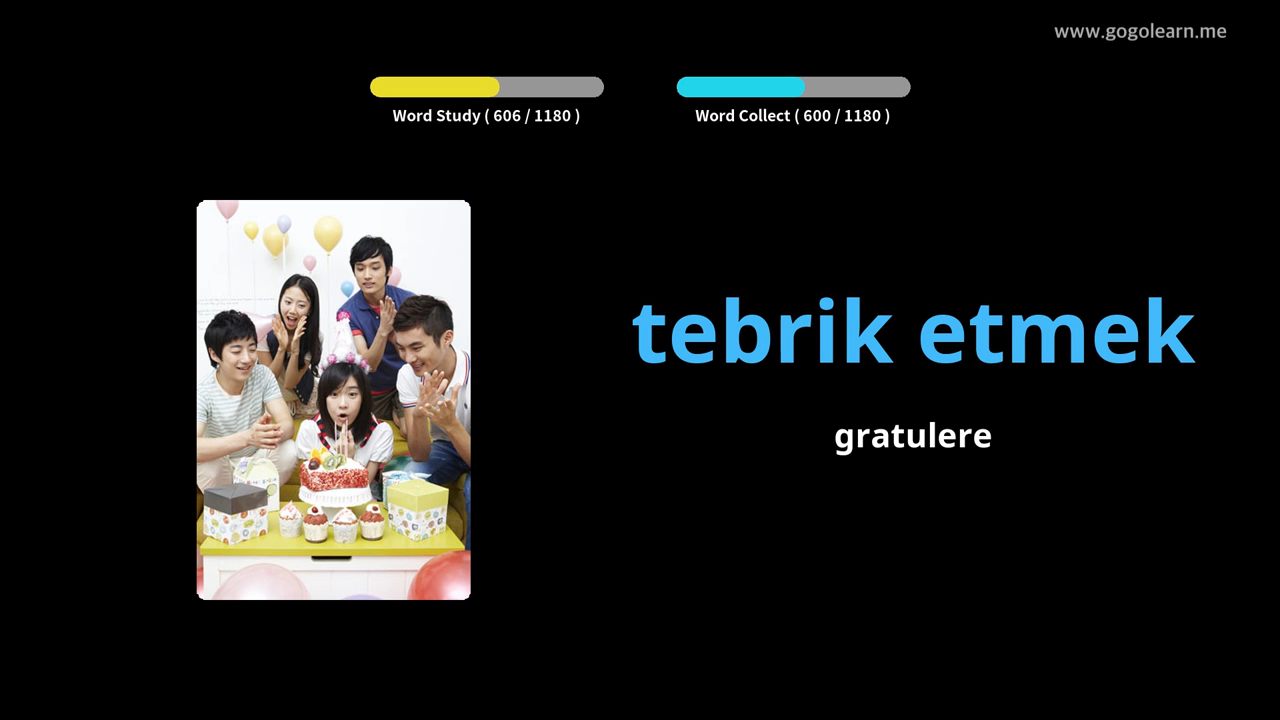 www.gogolearn.me
Word Study ( 606 / 1180 )
Word Collect ( 600 / 1180 )
tebrik etmek
gratulere